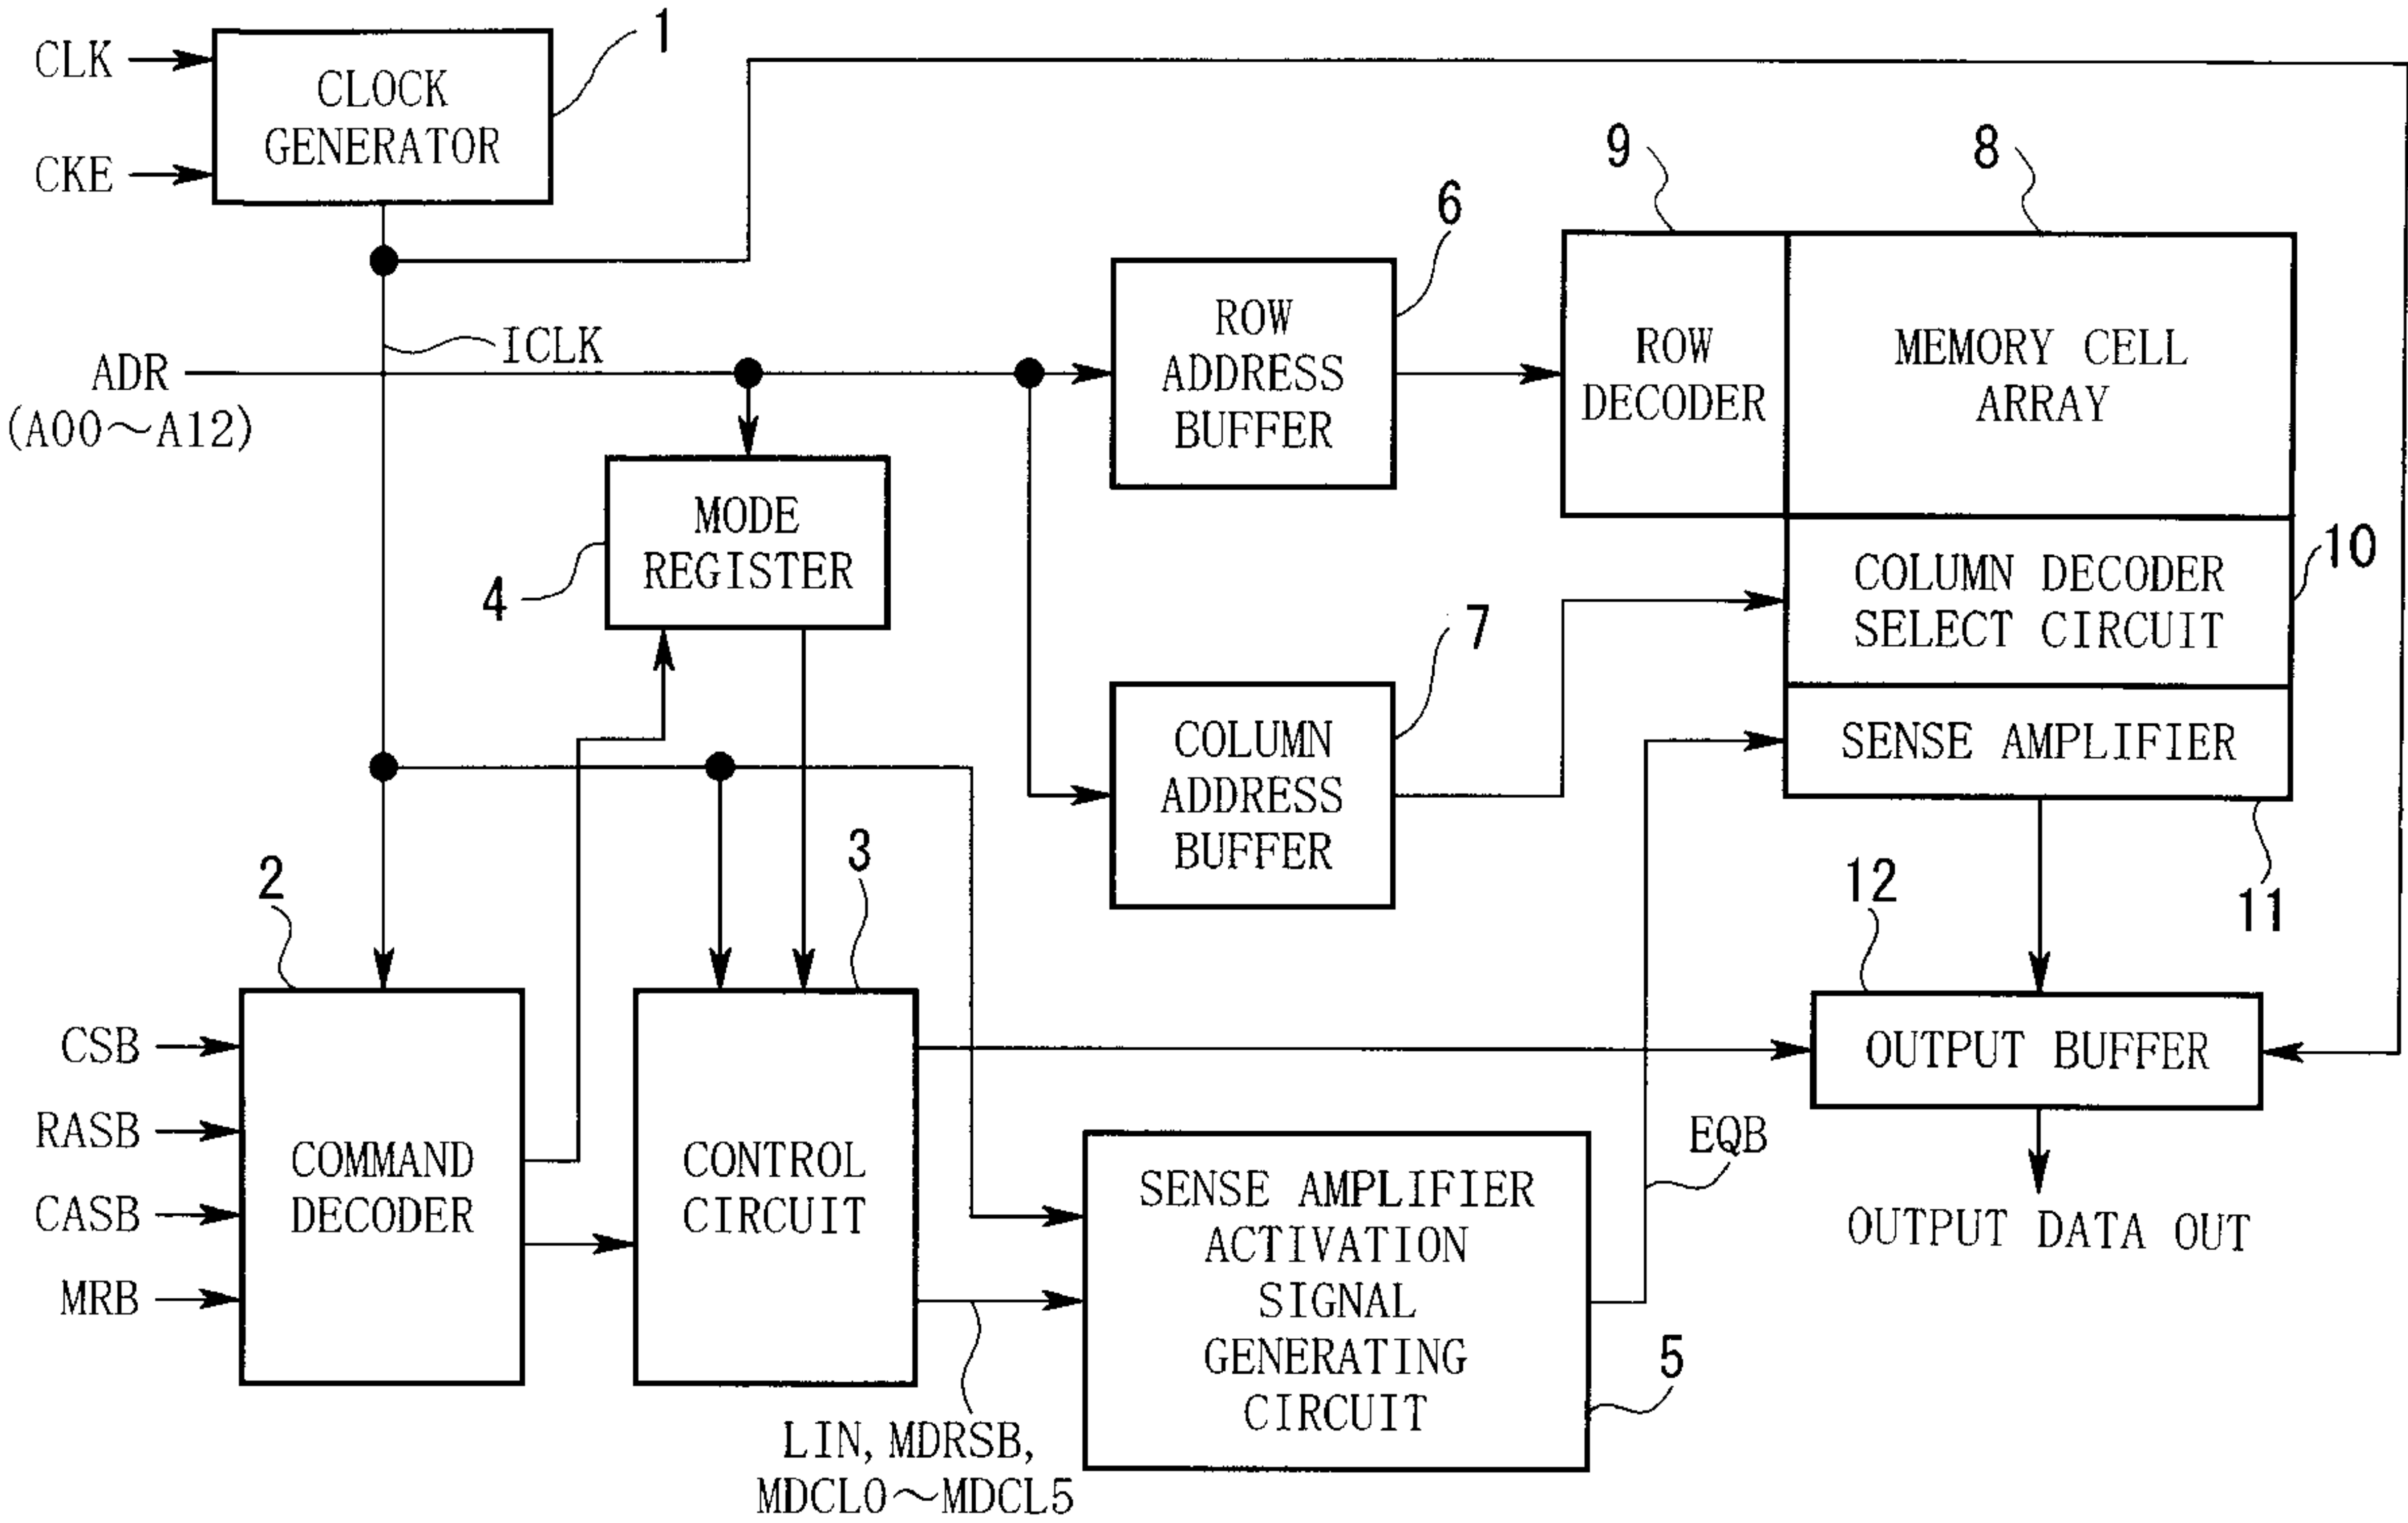 CLK
CKE
CLOCK
GENERATOR
1
ICLK
ADR
(A00～A12)
ROW
ADDRESS
BUFFER
6
9
8
ROW
DECODER
MEMORY CELL
ARRAY
MODE
REGISTER
4
COLUMN DECODER
SELECT CIRCUIT
10
COLUMN
ADDRESS
BUFFER
7
SENSE AMPLIFIER
11
2
3
12
CSB
RASB
CASB
MRB
COMMAND
DECODER
CONTROL
CIRCUIT
OUTPUT BUFFER
EQB
SENSE AMPLIFIER
ACTIVATION
SIGNAL
GENERATING
CIRCUIT
5
OUTPUT DATA OUT
LIN, MDRSB,
MDCL0～MDCL5